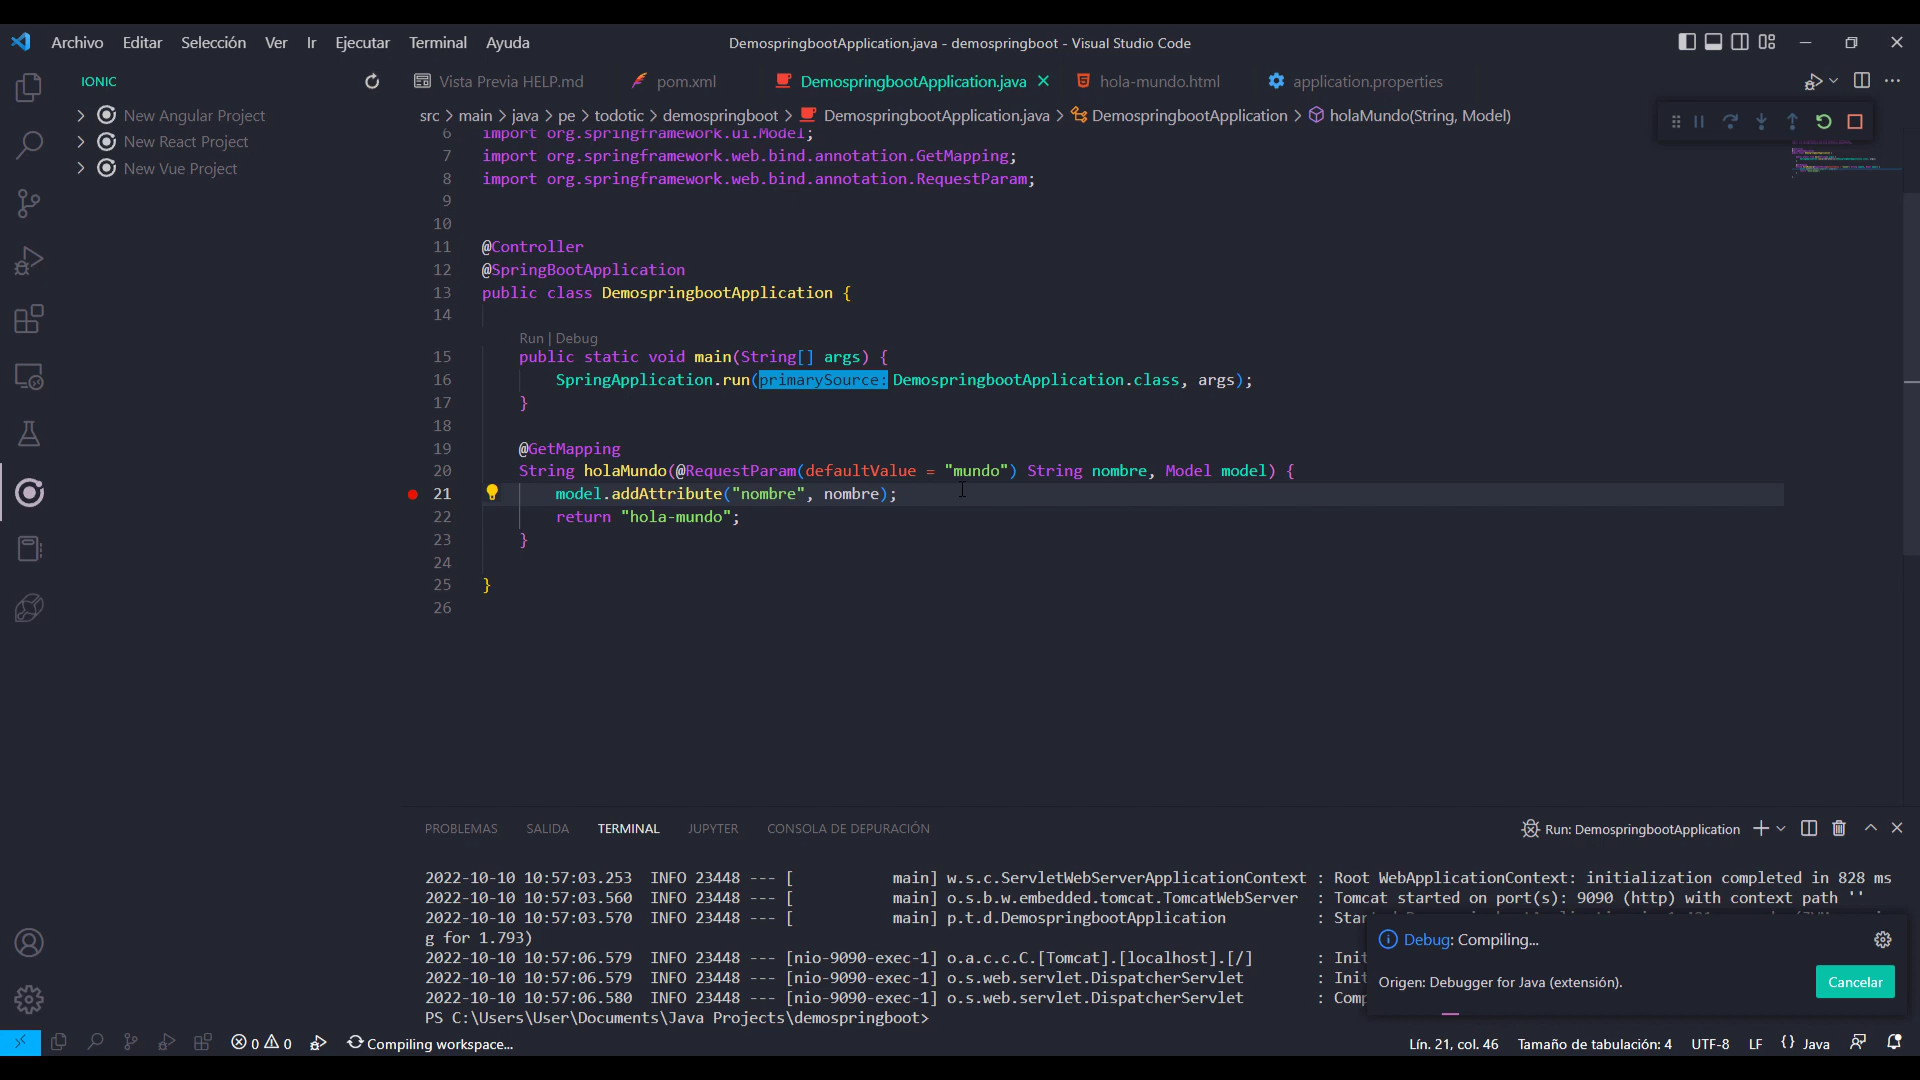 Archivo Editar Selección Ver Ir Ejecutar Terminal Ayuda DemospringbootApplication.java - demospringboot - Visual Studio Code
IONIC
New Angular Project
New React Project
New Vue Project
Vista Previa HELP.md pom.xml DemospringbootApplication.java hola-mundo.html application.properties
src > main > java > pe > todotic > demospringboot > DemospringbootApplication.java > DemospringbootApplication > holaMundo(String, Model)
6 import org.springframework.ui.Model;
7 import org.springframework.web.bind.annotation.GetMapping;
8 import org.springframework.web.bind.annotation.RequestParam;
9
10
11 @Controller
12 @SpringBootApplication
13 public class DemospringbootApplication {
14
Run | Debug
15 public static void main(String[] args) {
16 SpringApplication.run(primarySource: DemospringbootApplication.class, args);
17 }
18
19 @GetMapping
20 String holaMundo(@RequestParam(defaultValue = "mundo") String nombre, Model model) {
21 model.addAttribute("nombre", nombre);
22 return "hola-mundo";
23 }
24
25 }
26
PROBLEMAS SALIDA TERMINAL JUPYTER CONSOLA DE DEPURACIÓN Run: DemospringbootApplication
2022-10-10 10:57:03.253 INFO 23448 --- [ main] w.s.c.ServletWebServerApplicationContext : Root WebApplicationContext: initialization completed in 828 ms
2022-10-10 10:57:03.560 INFO 23448 --- [ main] o.s.b.w.embedded.tomcat.TomcatWebServer : Tomcat started on port(s): 9090 (http) with context path ''
2022-10-10 10:57:03.570 INFO 23448 --- [ main] p.t.d.DemospringbootApplication :
g for 1.793)
2022-10-10 10:57:06.579 INFO 23448 --- [nio-9090-exec-1] o.a.c.c.C.[Tomcat].[localhost].[/] : Init
2022-10-10 10:57:06.579 INFO 23448 --- [nio-9090-exec-1] o.s.web.servlet.DispatcherServlet : Init
2022-10-10 10:57:06.580 INFO 23448 --- [nio-9090-exec-1] o.s.web.servlet.DispatcherServlet : Comp
PS C:\Users\User\Documents\Java Projects\demospringboot>
Debug: Compiling...
Origen: Debugger for Java (extensión).
Cancelar
0 0 Compiling workspace... Lín. 21, col. 46 Tamaño de tabulación: 4 UTF-8 LF {} Java